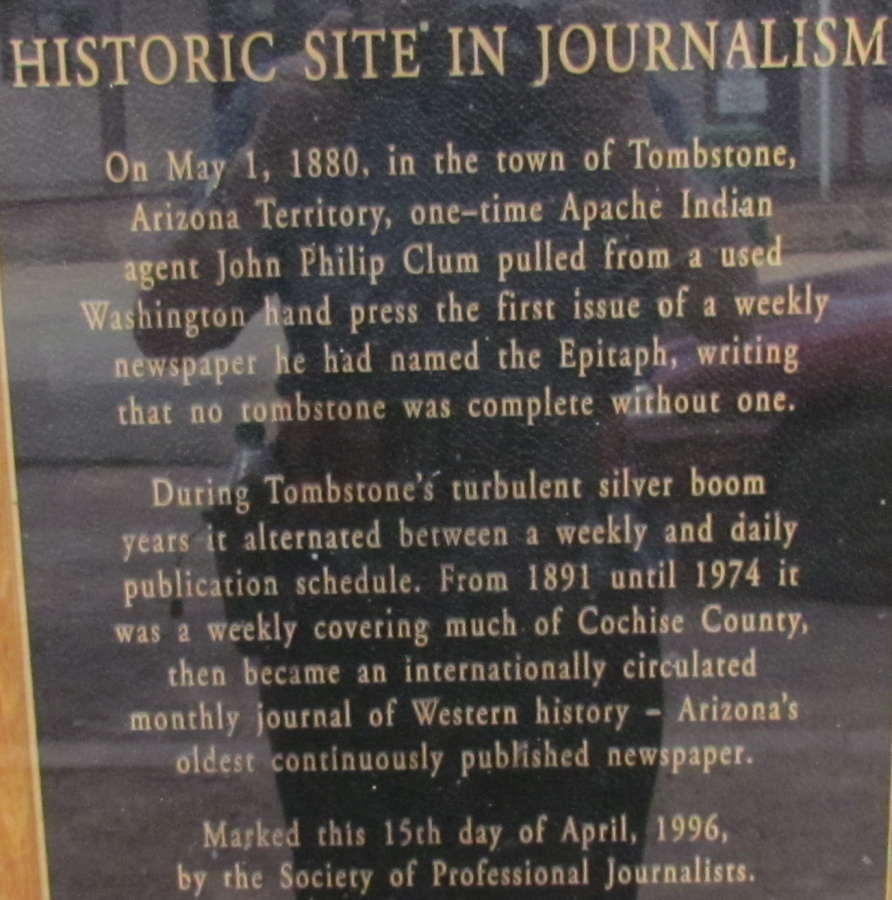 HISTORIC SITE IN JOURNALISM
On May 1, 1880, in the town of Tombstone,
Arizona Territory, one-time Apache Indian
agent John Philip Clum pulled from a used
Washington hand press the first issue of a weekly
newspaper he had named the Epitaph, writing
that no tombstone was complete without one.
During Tombstone's turbulent silver boom
years it alternated between a weekly and daily
publication schedule. From 1891 until 1974 it
was a weekly covering much of Cochise County,
then became an internationally circulated
monthly journal of Western history – Arizona's
oldest continuously published newspaper.
Marked this 15th day of April, 1996,
by the Society of Professional Journalists.